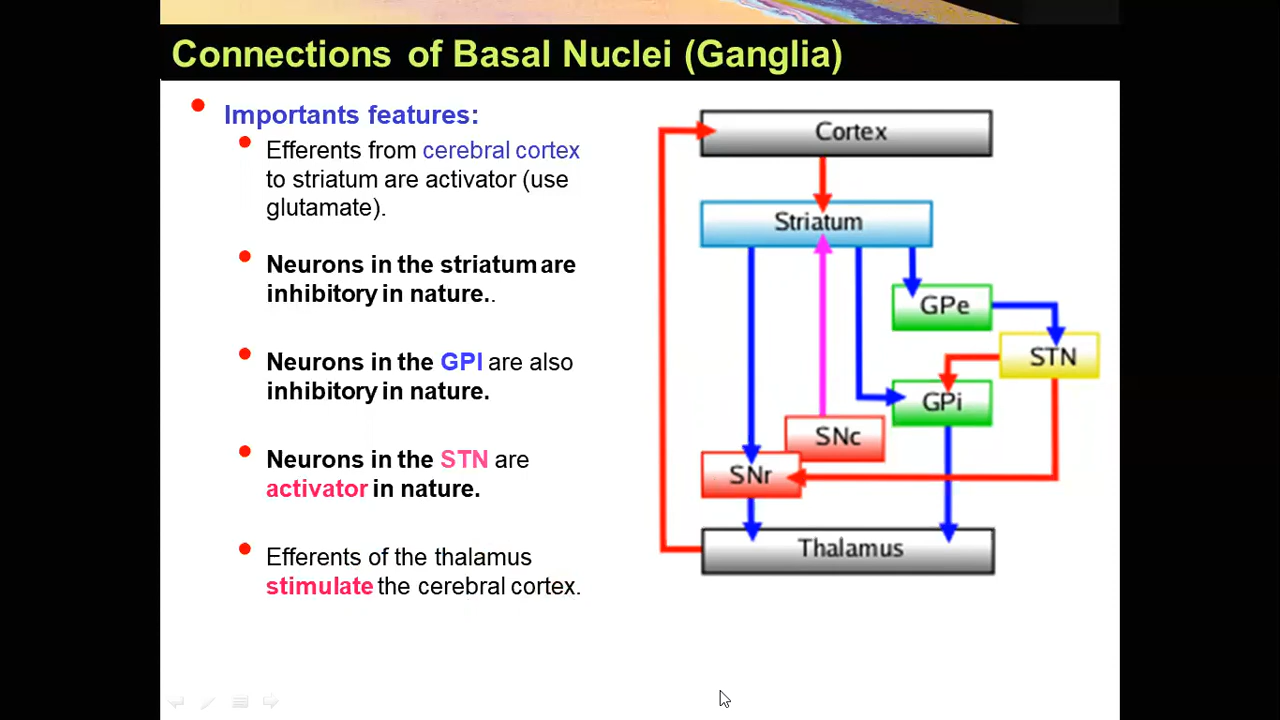 Connections of Basal Nuclei (Ganglia)
Importants features:
Efferents from cerebral cortex
to striatum are activator (use
glutamate).
Neurons in the striatum are
inhibitory in nature..
Neurons in the GPI are also
inhibitory in nature.
Neurons in the STN are
activator in nature.
Efferents of the thalamus
stimulate the cerebral cortex.
Cortex
Striatum
GPe
STN
GPi
SNc
SNr
Thalamus